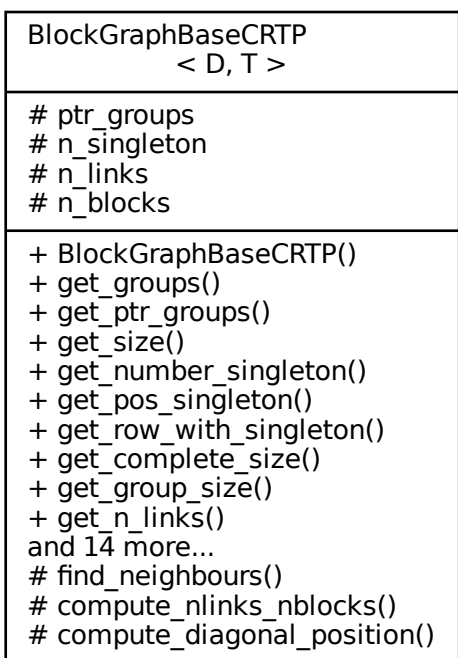 BlockGraphBaseCRTP
< D, T >
# ptr_groups
# n_singleton
# n_links
# n_blocks
+ BlockGraphBaseCRTP()
+ get_groups()
+ get_ptr_groups()
+ get_size()
+ get_number_singleton()
+ get_pos_singleton()
+ get_row_with_singleton()
+ get_complete_size()
+ get_group_size()
+ get_n_links()
and 14 more...
# find_neighbours()
# compute_nlinks_nblocks()
# compute_diagonal_position()